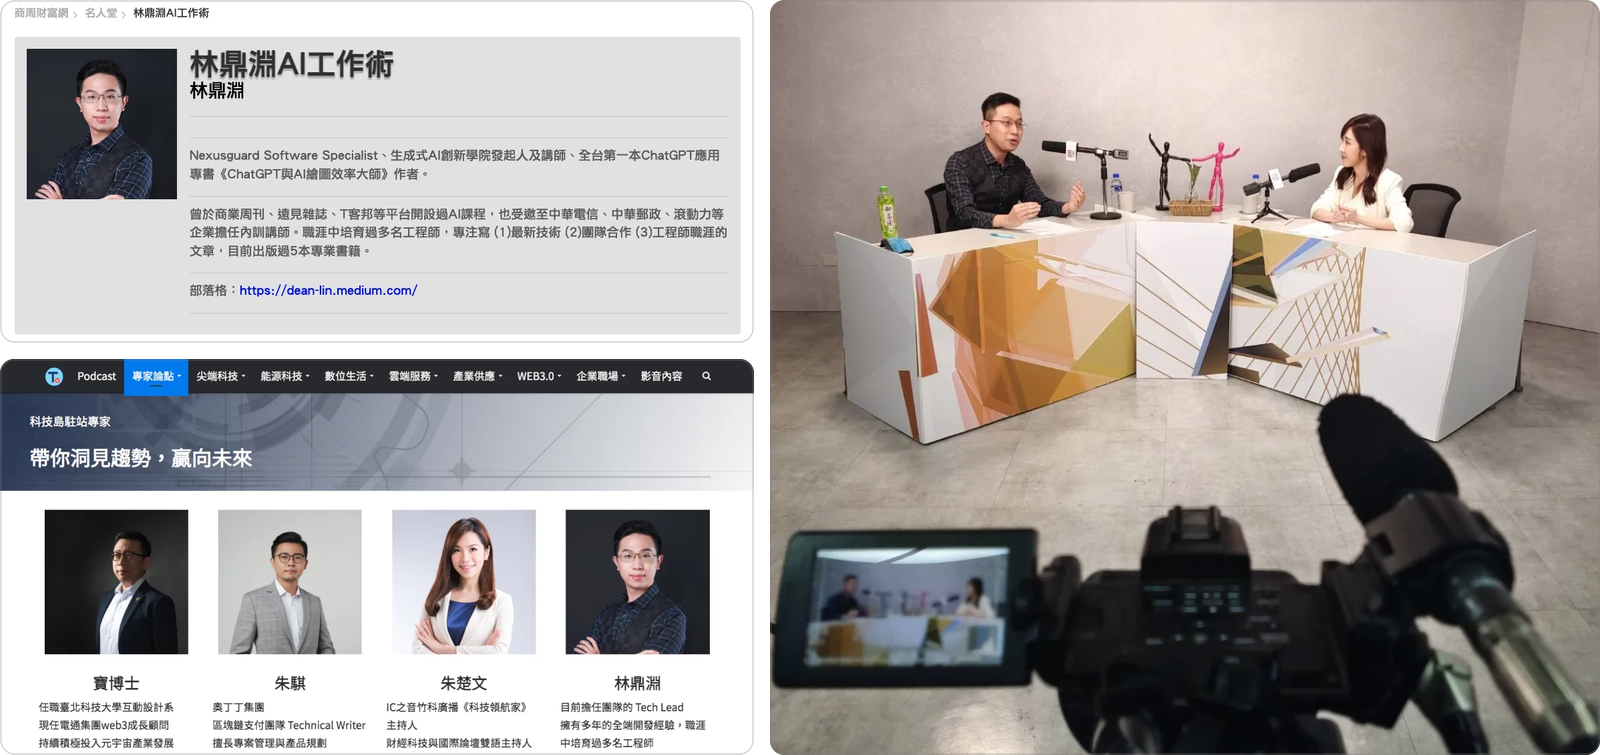 商周財富網 > 名人堂 > 林鼎淵AI工作術
林鼎淵AI工作術
林鼎淵
Nexusguard Software Specialist、生成式AI創新學院發起人及講師、全台第一本ChatGPT應用
專書《ChatGPT與AI繪圖效率大師》作者。
曾於商業周刊、遠見雜誌、T客邦等平台開設過AI課程，也受邀至中華電信、中華郵政、滾動力等
企業擔任內訓講師。職涯中培育過多名工程師，專注寫 (1)最新技術 (2)團隊合作 (3)工程師職涯的
文章，目前出版過5本專業書籍。
部落格：https://dean-lin.medium.com/
Podcast 專家論點 尖端科技 能源科技 數位生活 雲端服務 產業供應 WEB3.0 企業職場 影音內容
科技島駐站專家
帶你洞見趨勢，贏向未來
寶博士
任職臺北科技大學互動設計系
現任電通集團web3成長顧問
持續積極投入元宇宙產業發展
朱騏
奧丁丁集團
區塊鏈支付團隊 Technical Writer
擅長專案管理與產品規劃
朱楚文
IC之音竹科廣播《科技領航家》
主持人
財經科技與國際論壇雙語主持人
林鼎淵
目前擔任團隊的 Tech Lead
擁有多年的全端開發經驗，職涯
中培育過多名工程師